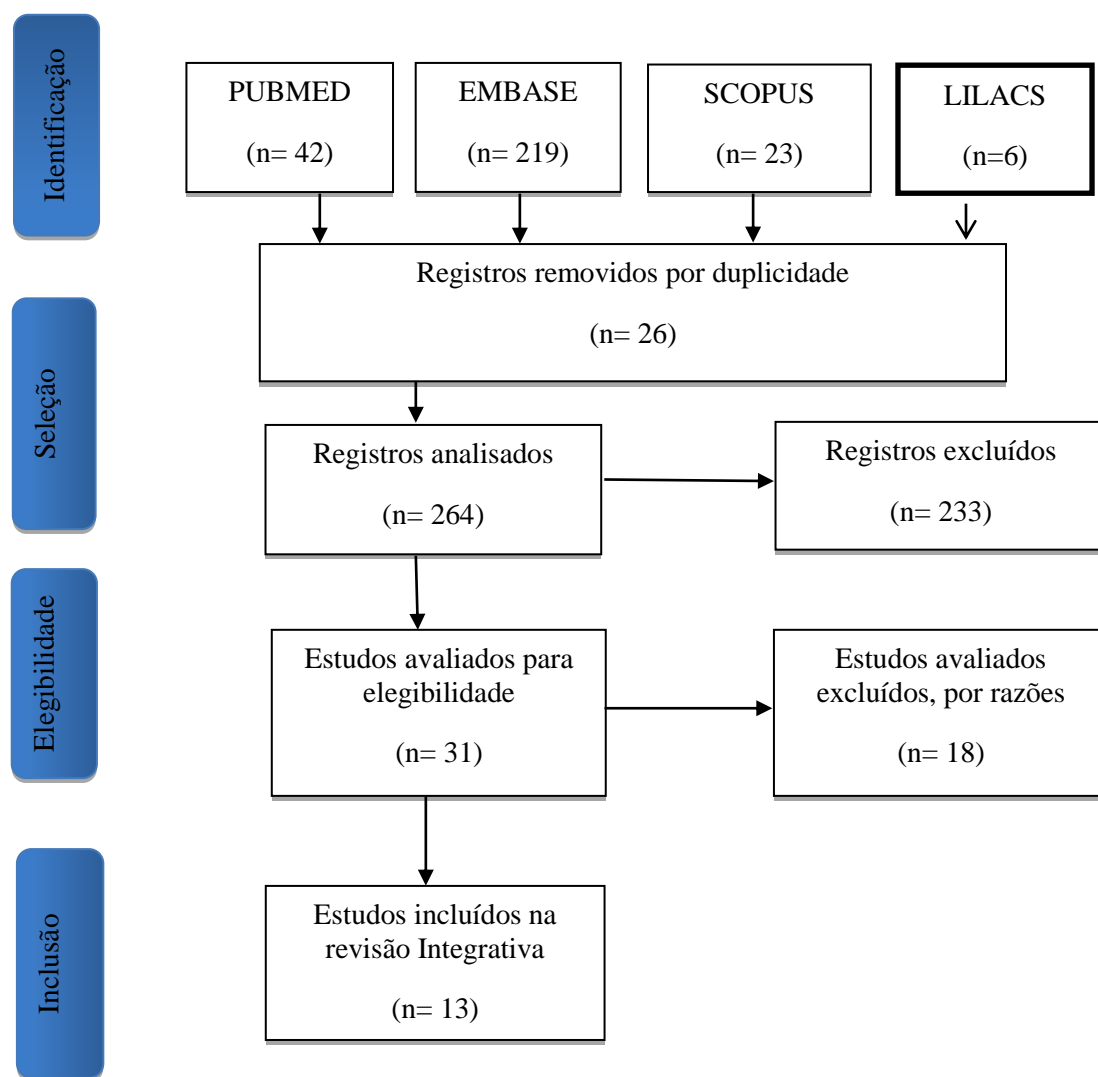 Identificação
PUBMED
(n= 42)
EMBASE
(n= 219)
SCOPUS
(n= 23)
LILACS
(n=6)
Registros removidos por duplicidade
(n= 26)
Seleção
Registros analisados
(n= 264)
Registros excluídos
(n= 233)
Elegibilidade
Estudos avaliados para
elegibilidade
(n= 31)
Estudos avaliados
excluídos, por razões
(n= 18)
Inclusão
Estudos incluídos na
revisão Integrativa
(n= 13)